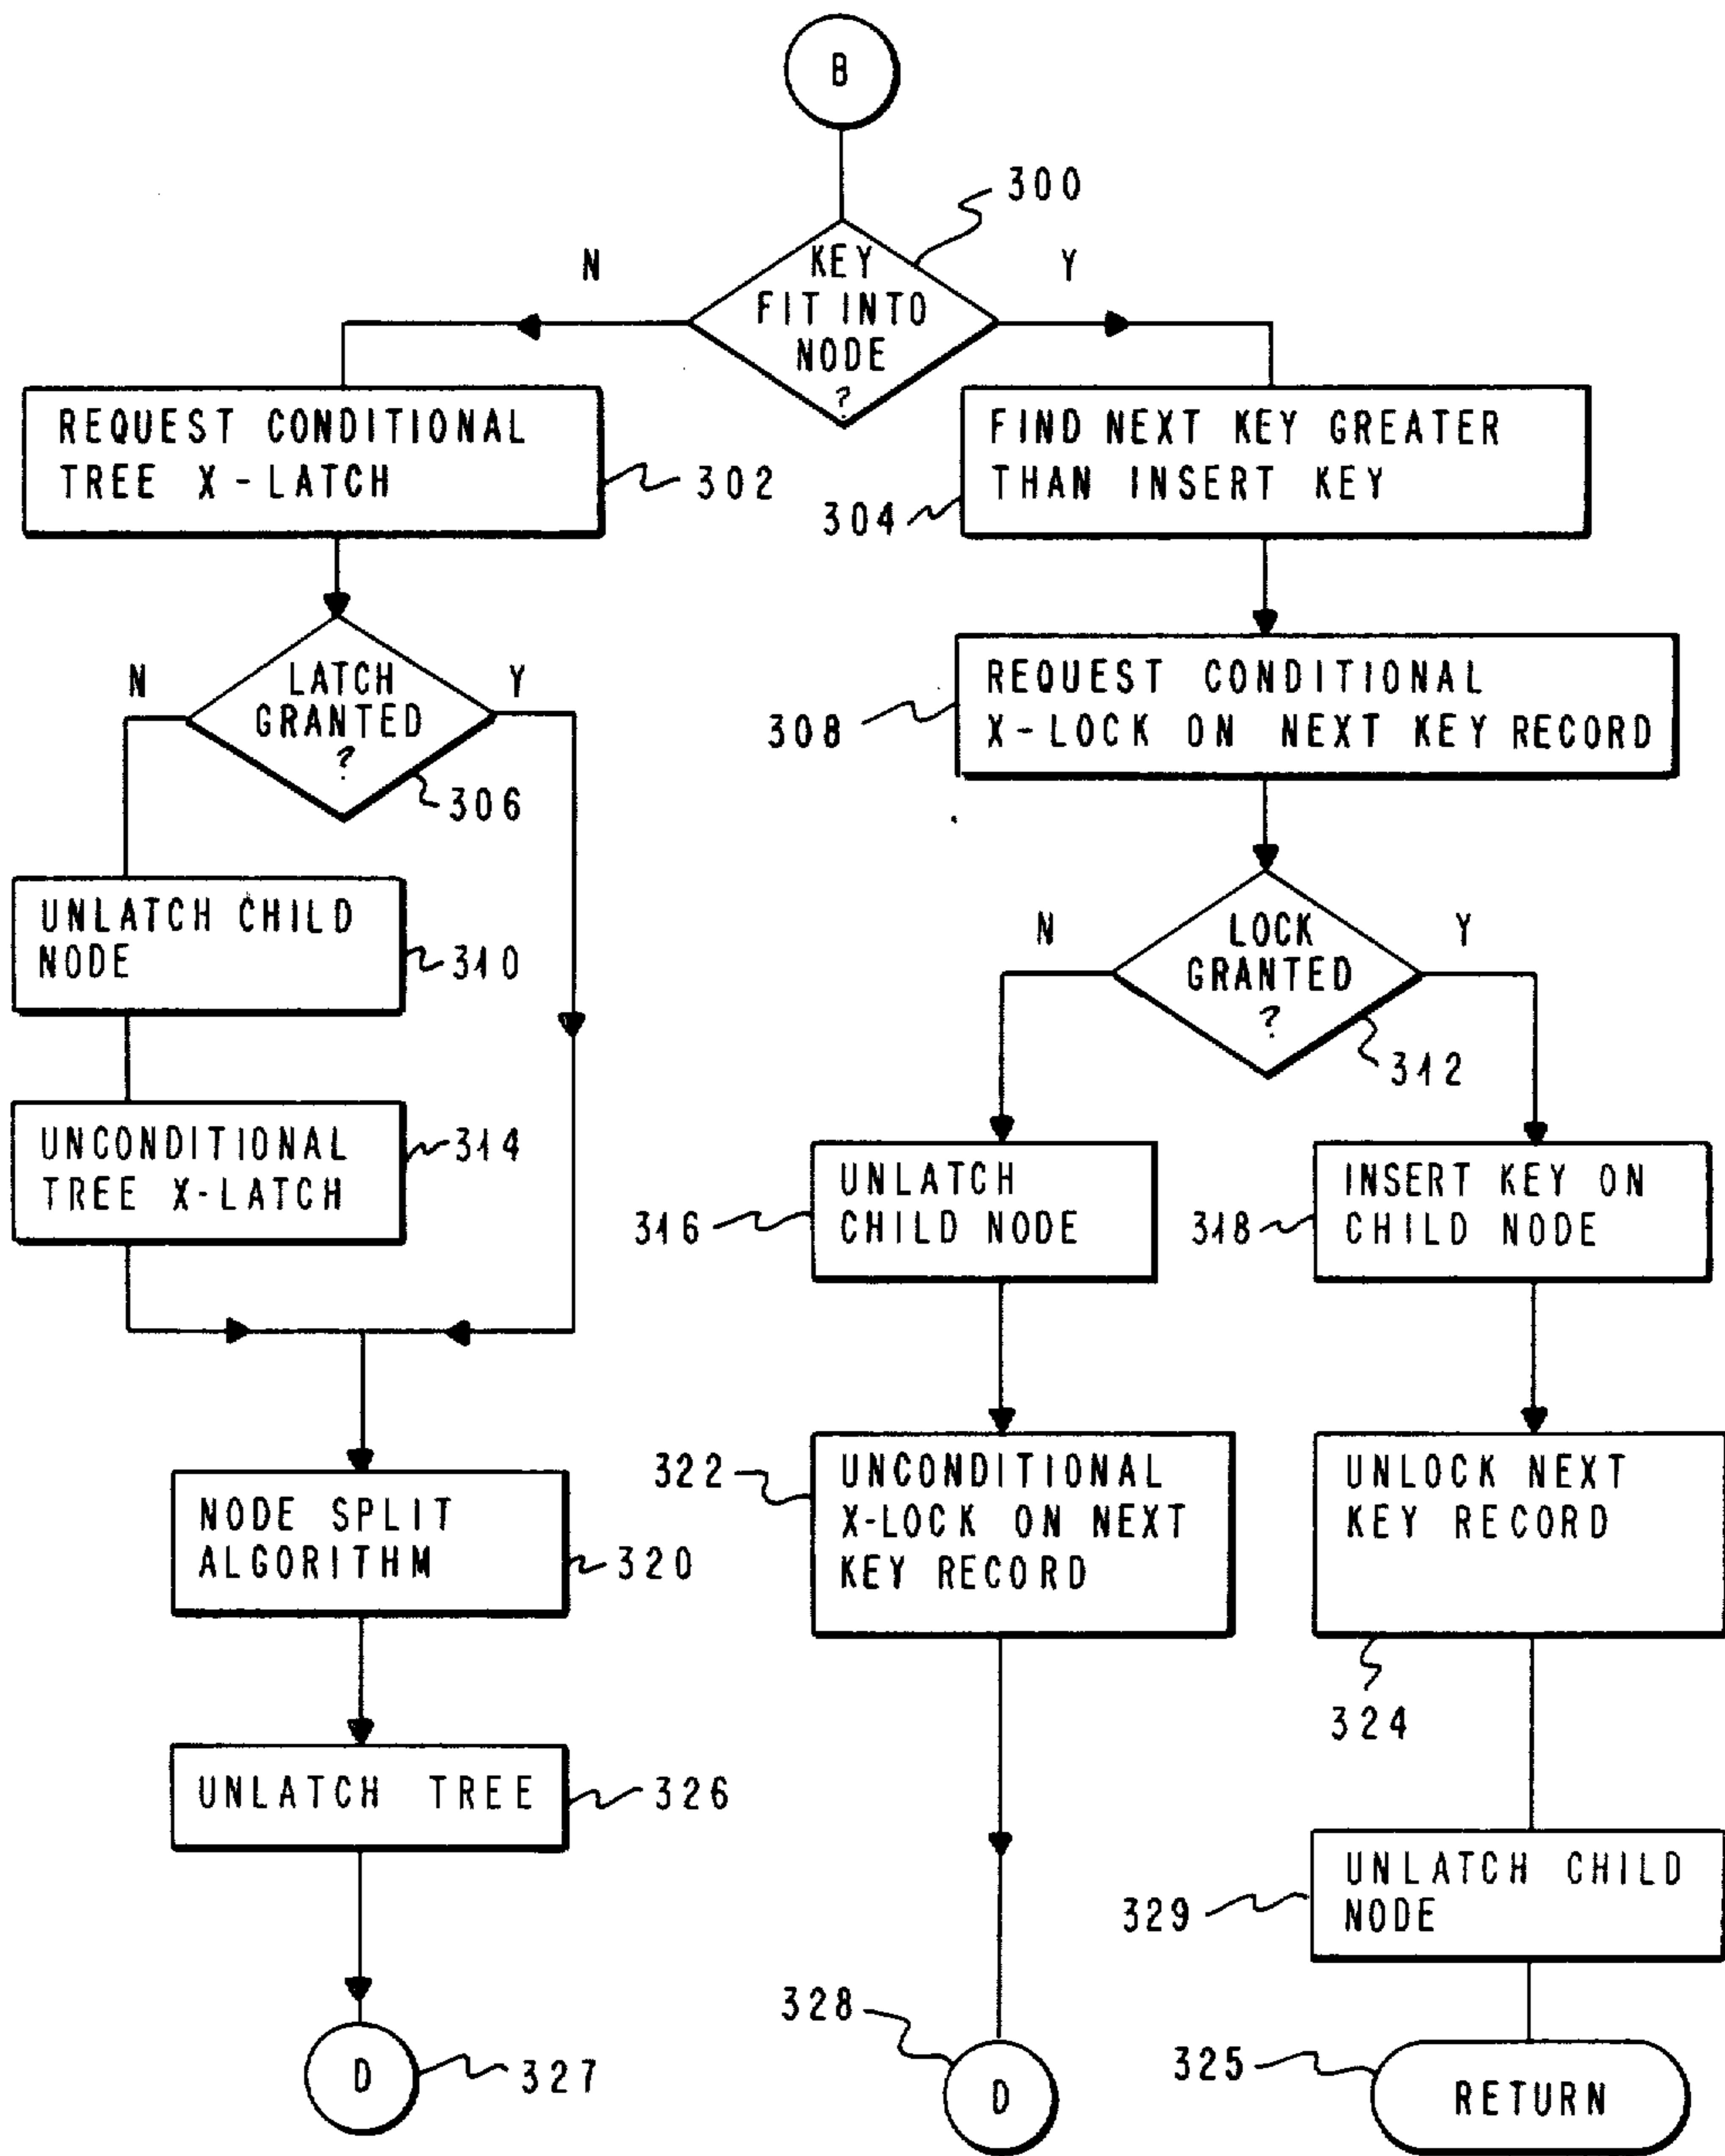 B
300
N
Y
KEY
FIT INTO
NODE
?
REQUEST CONDITIONAL
TREE X-LATCH
302
FIND NEXT KEY GREATER
THAN INSERT KEY
304
N
LATCH
GRANTED
?
Y
306
REQUEST CONDITIONAL
X-LOCK ON NEXT KEY RECORD
308
UNLATCH CHILD
NODE
310
N
LOCK
GRANTED
?
Y
312
UNCONDITIONAL
TREE X-LATCH
314
UNLATCH
CHILD NODE
316
INSERT KEY ON
CHILD NODE
318
NODE SPLIT
ALGORITHM
320
322
UNCONDITIONAL
X-LOCK ON NEXT
KEY RECORD
UNLOCK NEXT
KEY RECORD
324
UNLATCH TREE
326
UNLATCH CHILD
NODE
329
D
327
328
D
325
RETURN